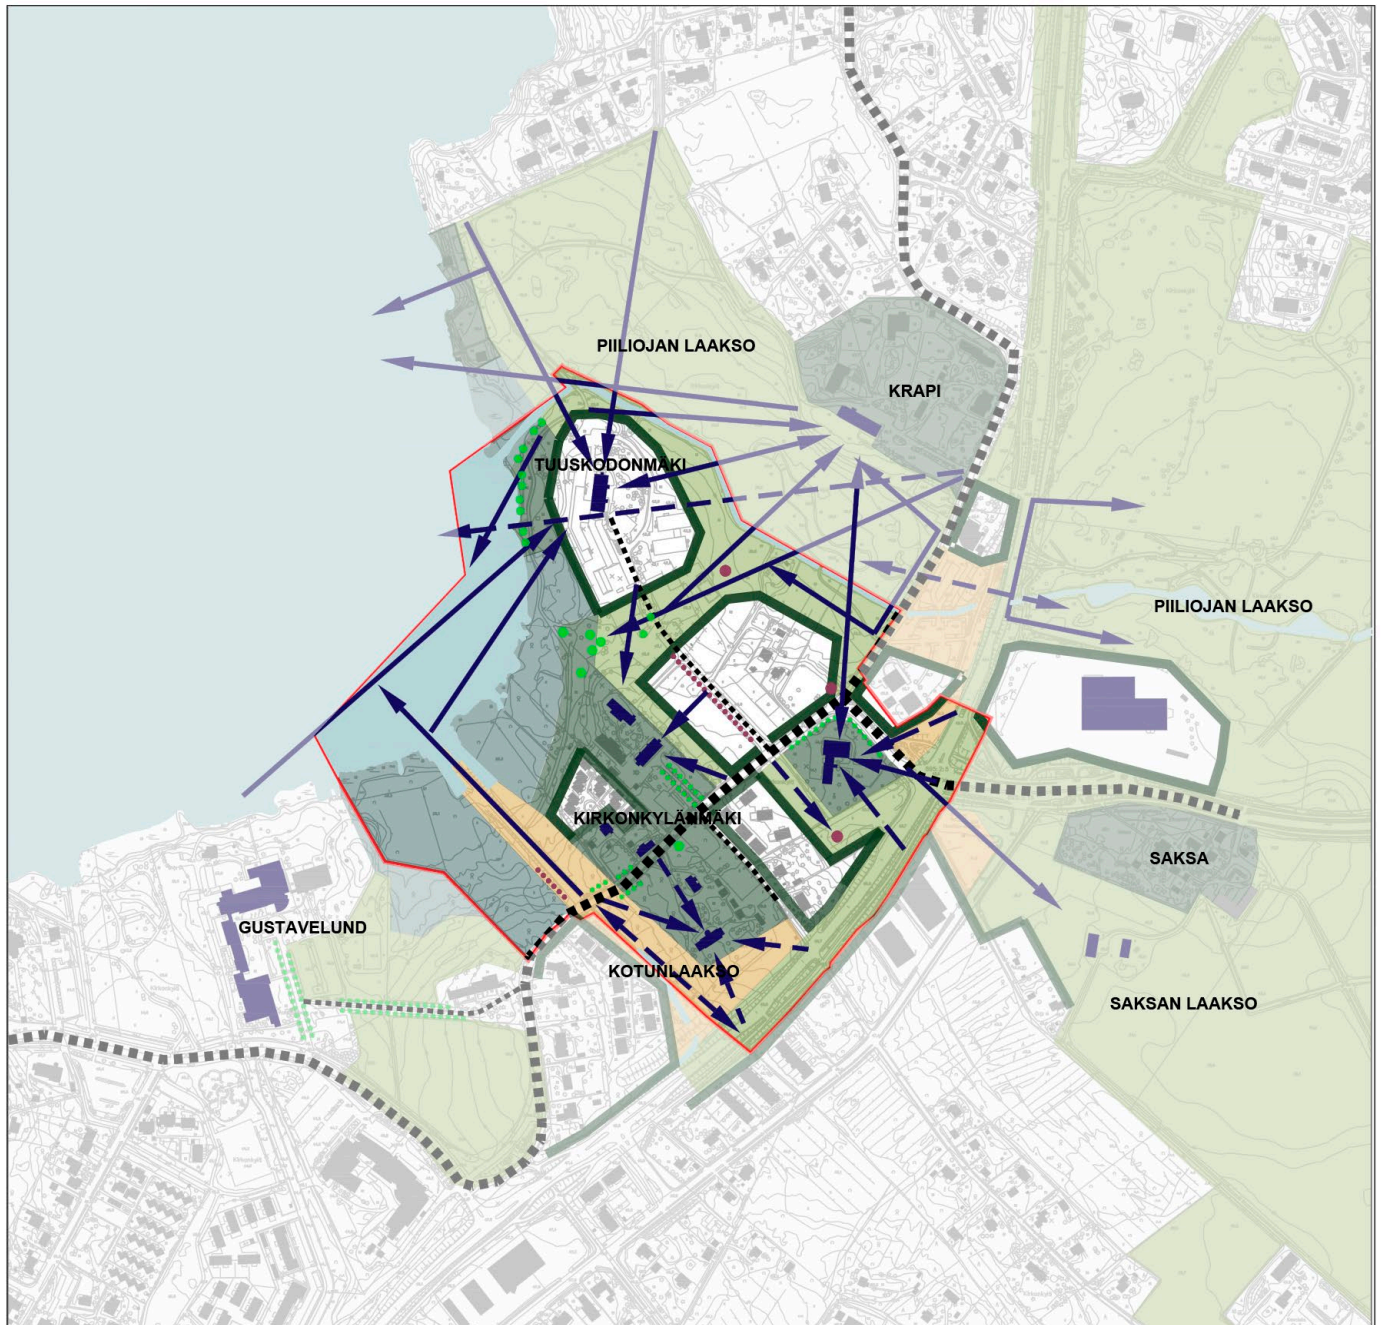 PIILIOJAN LAAKSO
KRAPI
TUUSKODONMÄKI
PIILIOJAN LAAKSO
KIRKONKYLÄNMÄKI
SAKSA
GUSTAVELUND
KOTUNLAAKSO
SAKSAN LAAKSO